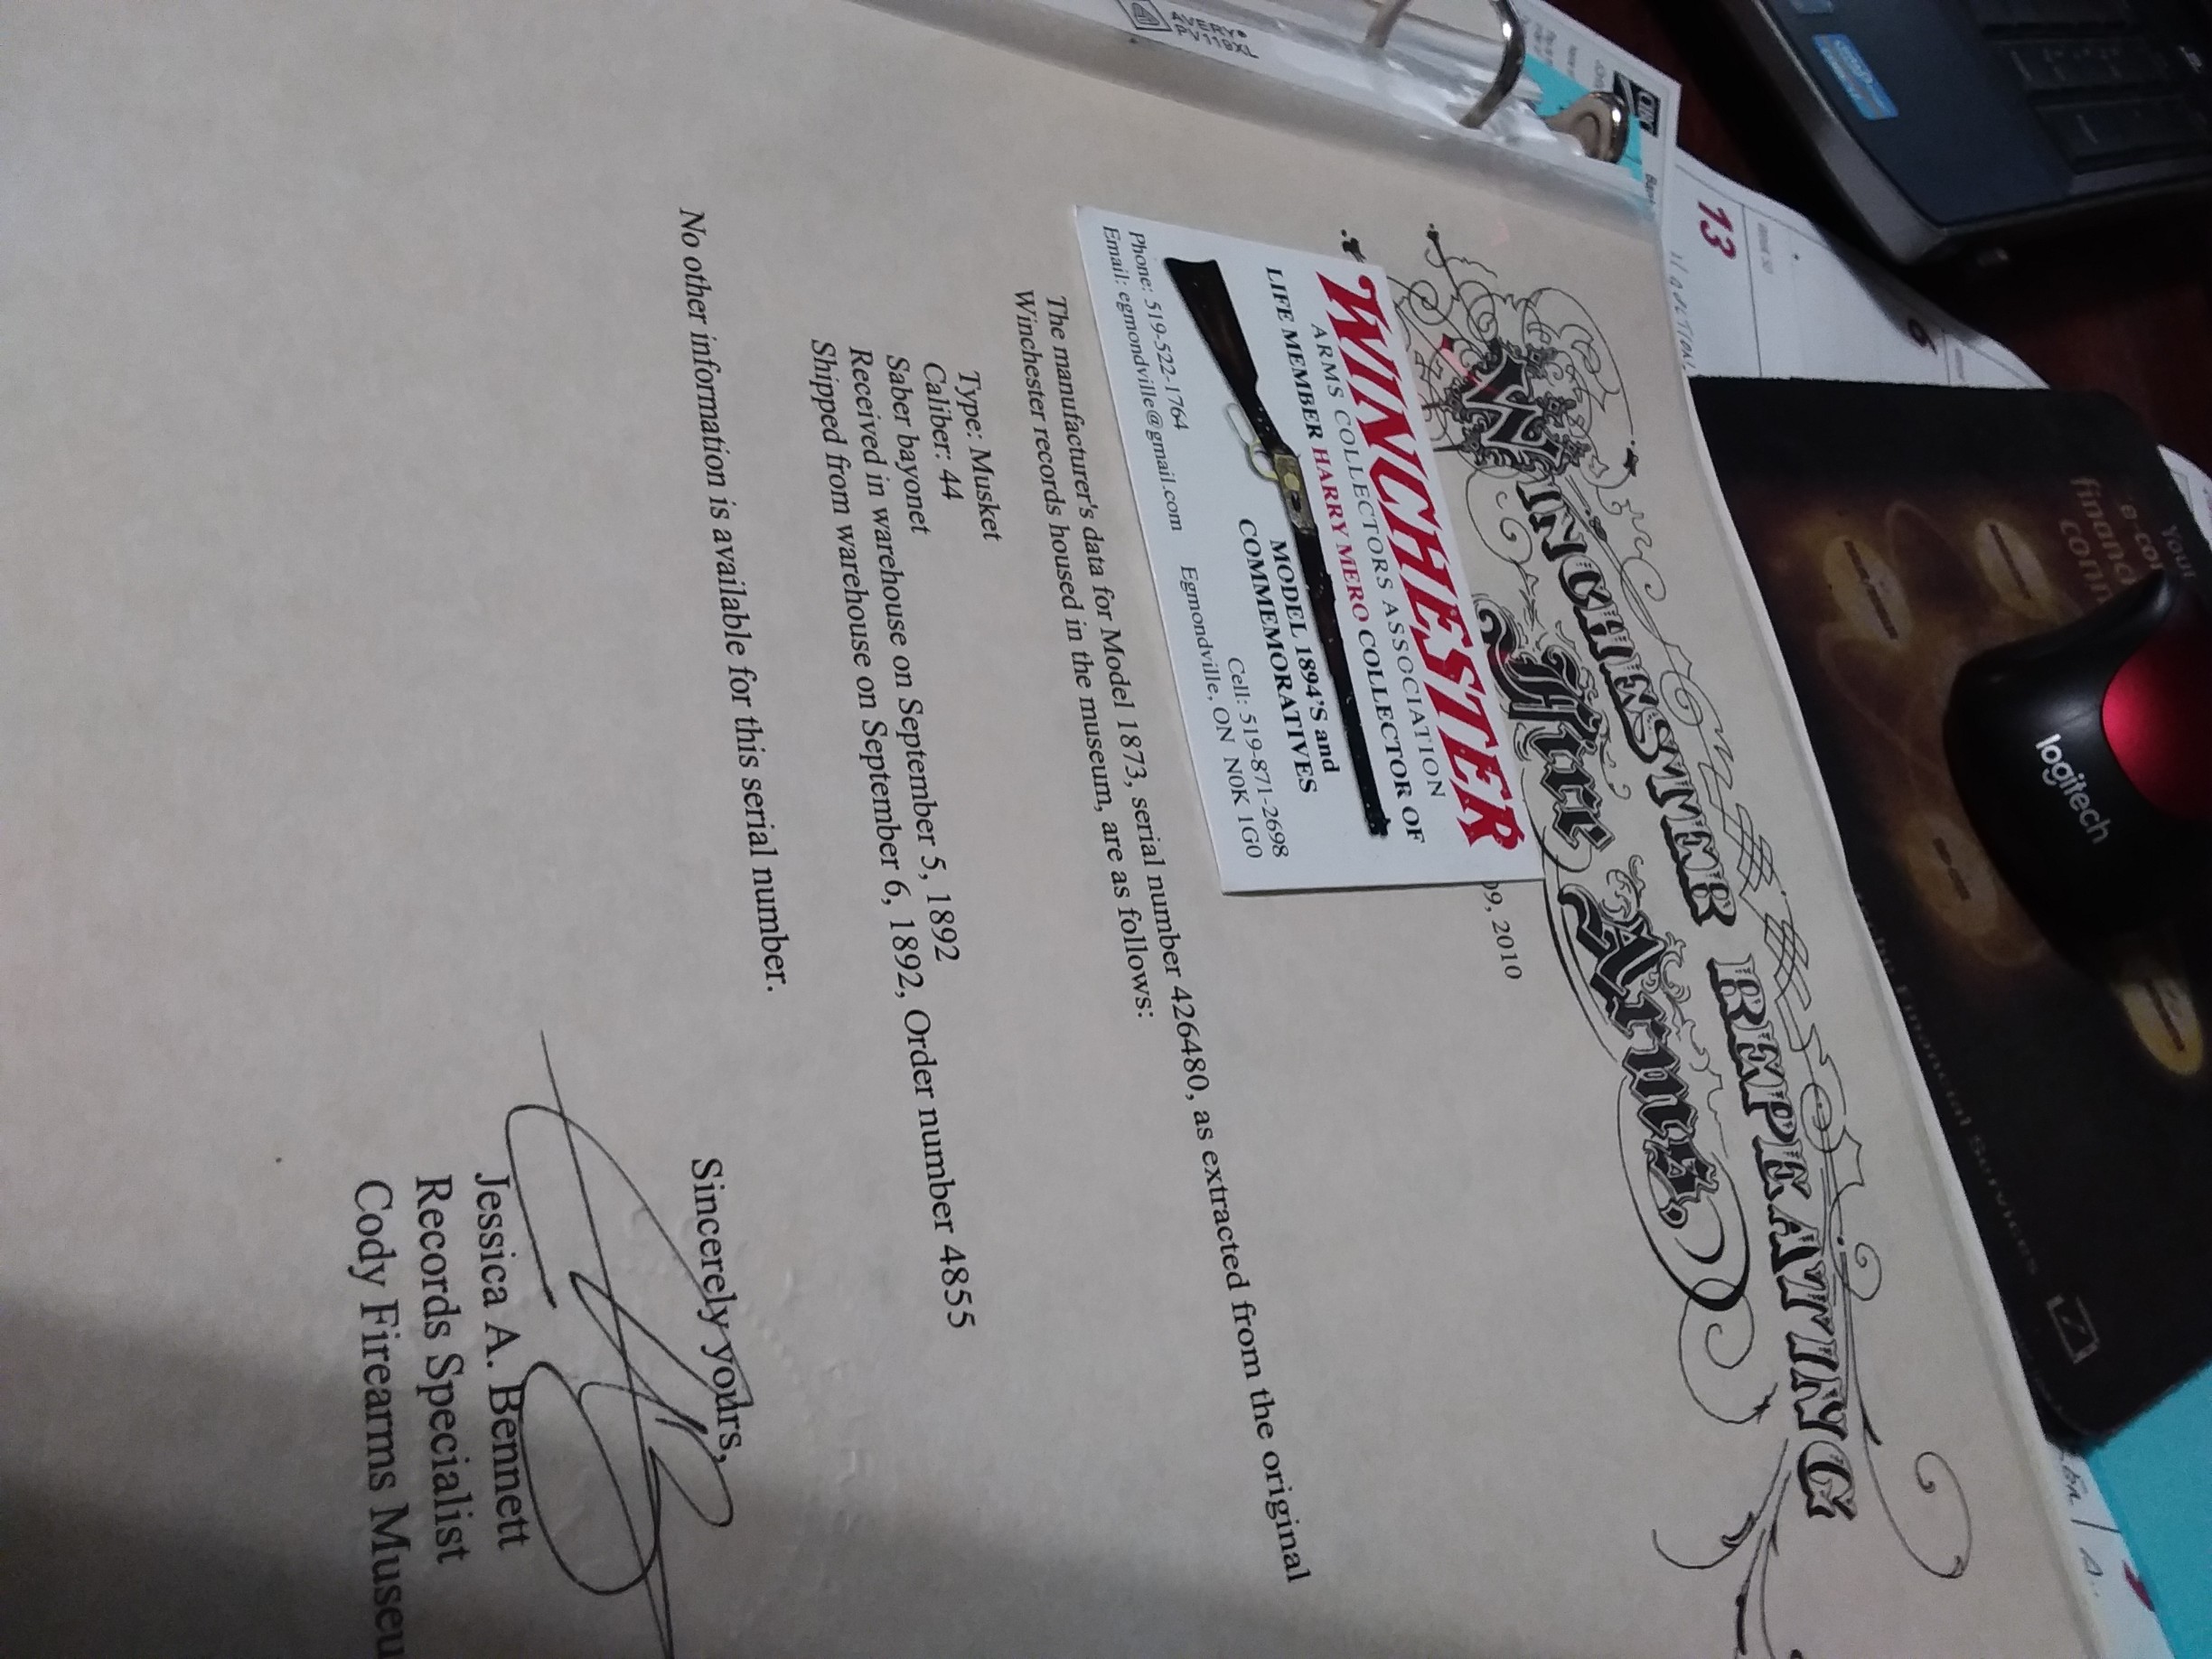 WINCHESTER REPEATING
Fire Arms.
09, 2010
WINCHESTER
ARMS COLLECTORS ASSOCIATION
LIFE MEMBER HARRY MERO COLLECTOR OF
MODEL 1894'S and
COMMEMORATIVES
Phone: 519-522-1764
Cell: 519-871-2698
Email: egmondville@gmail.com
Egmondville, ON N0K 1G0
The manufacturer's data for Model 1873, serial number 426480, as extracted from the original
Winchester records housed in the museum, are as follows:
Type: Musket
Caliber: 44
Saber bayonet
Received in warehouse on September 5, 1892
Shipped from warehouse on September 6, 1892, Order number 4855
No other information is available for this serial number.
Sincerely yours,
Jessica A. Bennett
Records Specialist
Cody Firearms Museu
AVERY
PV119XL
13
logitech
Your
financ